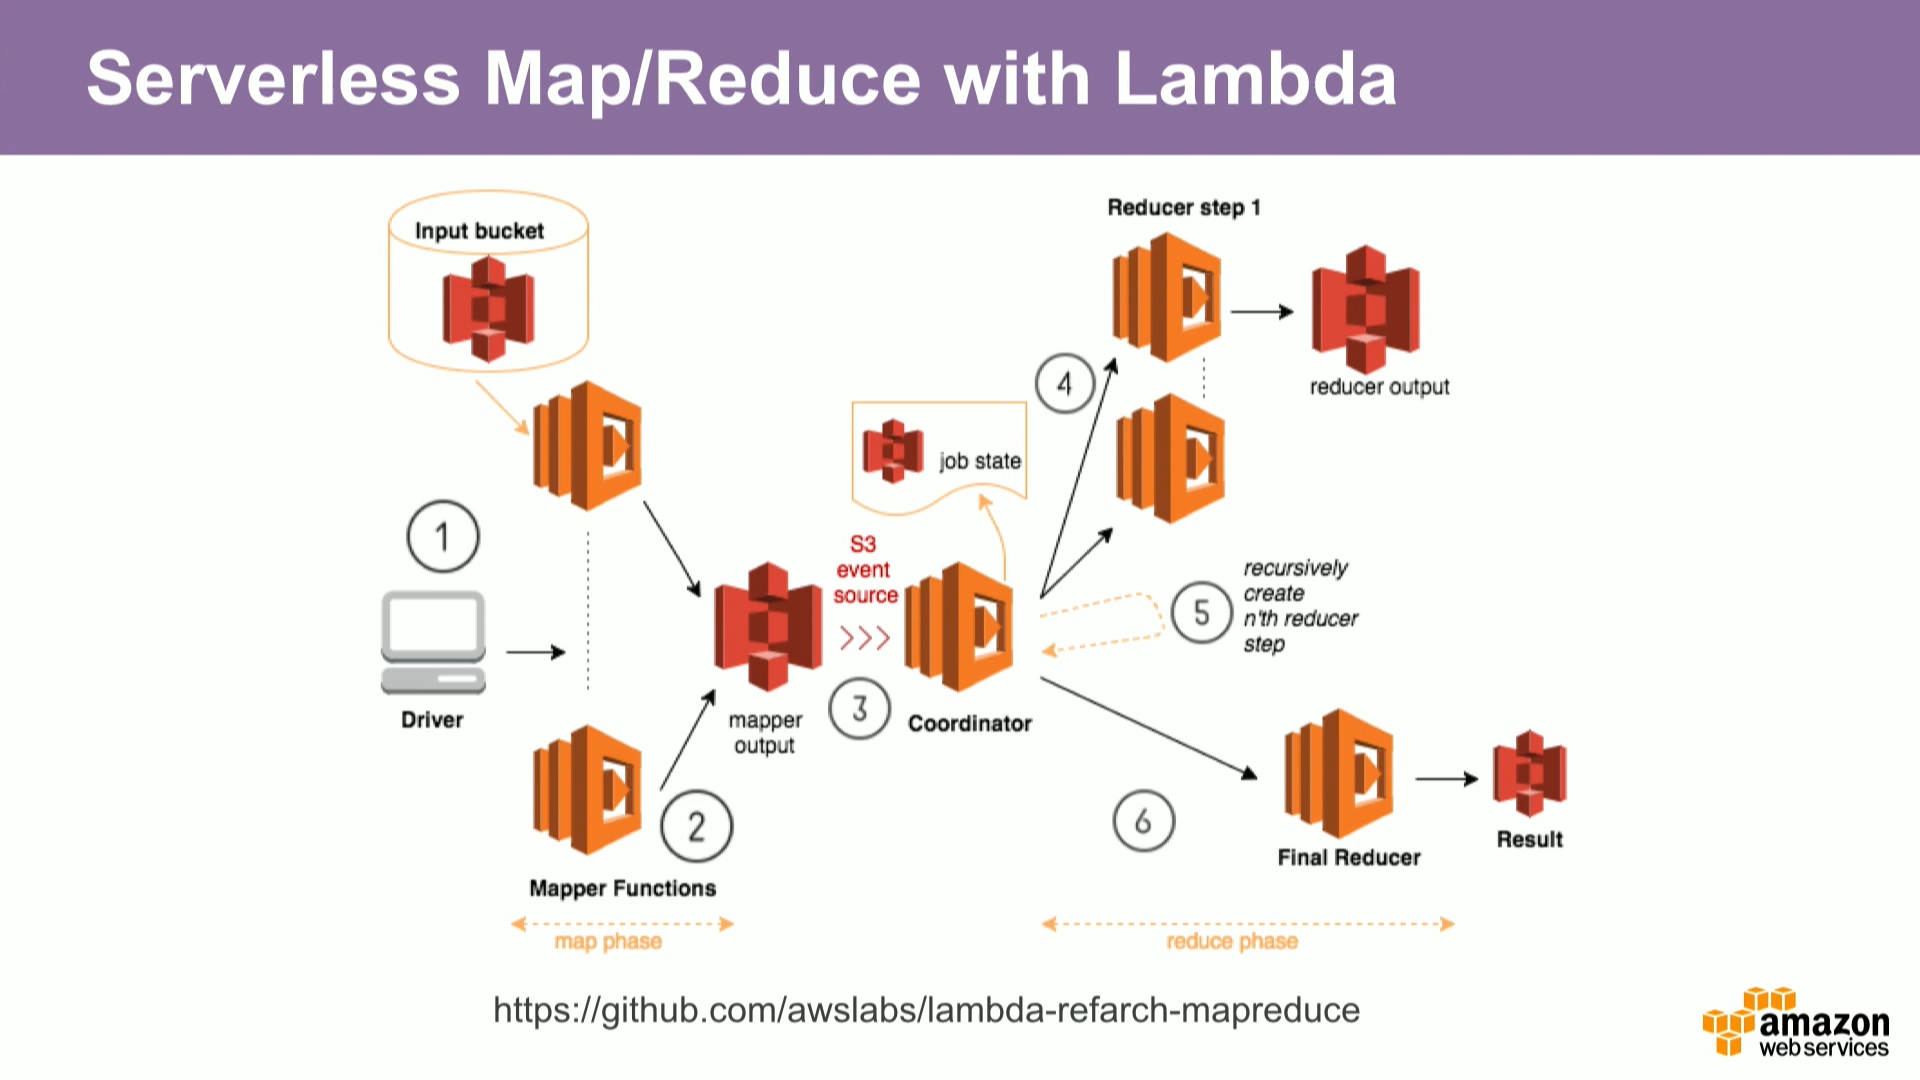 Serverless Map/Reduce with Lambda
Input bucket
Reducer step 1
reducer output
4
job state
1
S3
event
source
5
recursively
create
n'th reducer
step
Driver
mapper
output
3
Coordinator
2
6
Mapper Functions
Final Reducer
Result
map phase
reduce phase
https://github.com/awslabs/lambda-refarch-mapreduce
amazon
web services